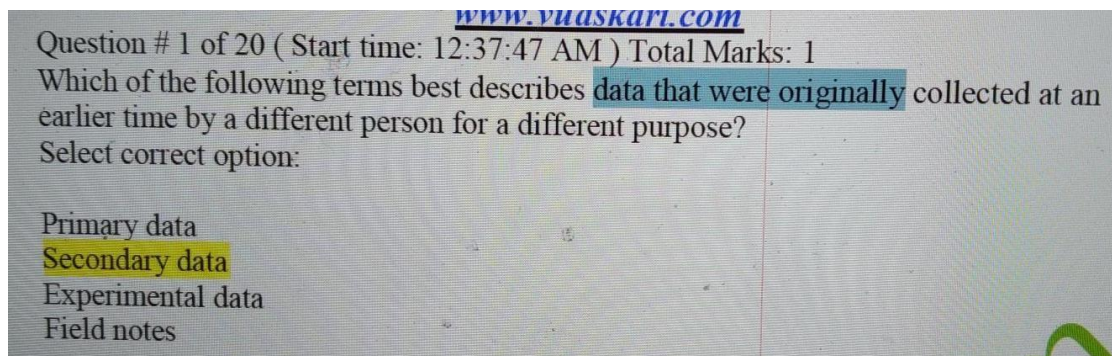 www.vuaskari.com
Question # 1 of 20 ( Start time: 12:37:47 AM ) Total Marks: 1
Which of the following terms best describes data that were originally collected at an
earlier time by a different person for a different purpose?
Select correct option:
Primary data
Secondary data
Experimental data
Field notes